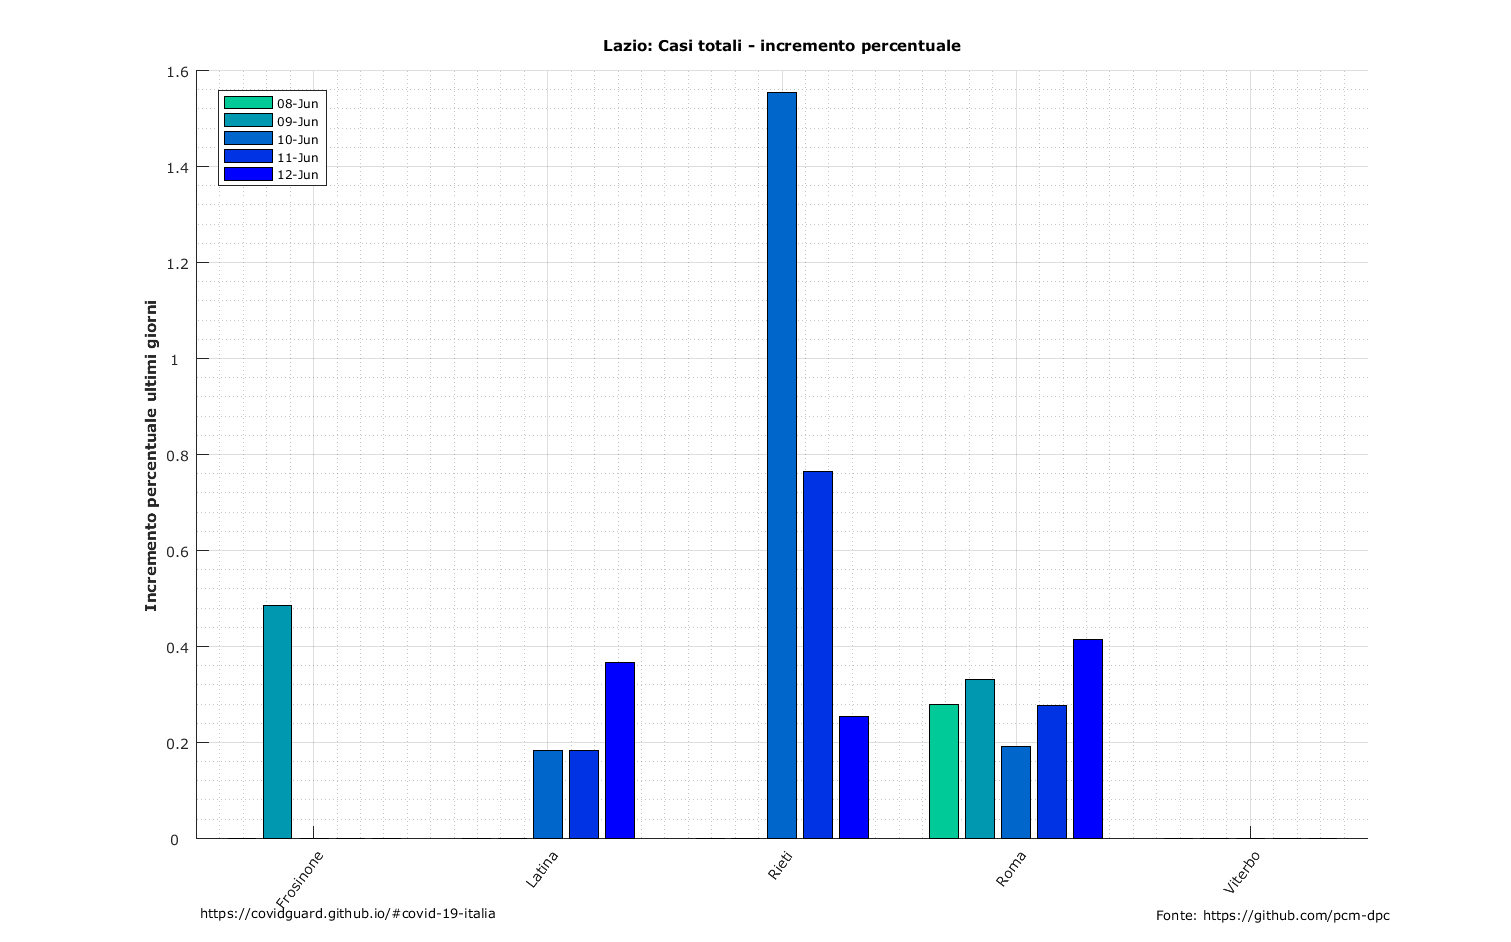 Lazio: Casi totali - incremento percentuale
1.6
1.4
1.2
1
0.8
0.6
0.4
0.2
0
Incremento percentuale ultimi giorni
08-Jun
09-Jun
10-Jun
11-Jun
12-Jun
Frosinone
Latina
Rieti
Roma
Viterbo
https://covidguard.github.io/#covid-19-italia
Fonte: https://github.com/pcm-dpc